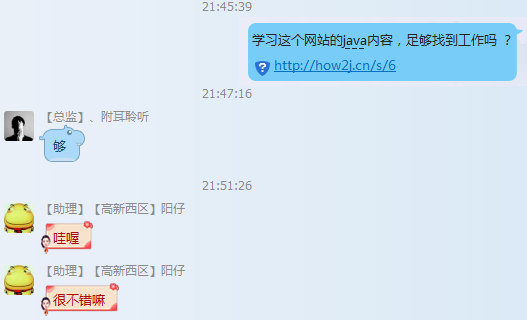 21:45:39
学习这个网站的java内容，足够找到工作吗 ？
http://how2j.cn/s/6
21:47:16
【总监】、附耳聆听
够
21:51:26
【助理】【高新西区】阳仔
哇喔
【助理】【高新西区】阳仔
很不错嘛